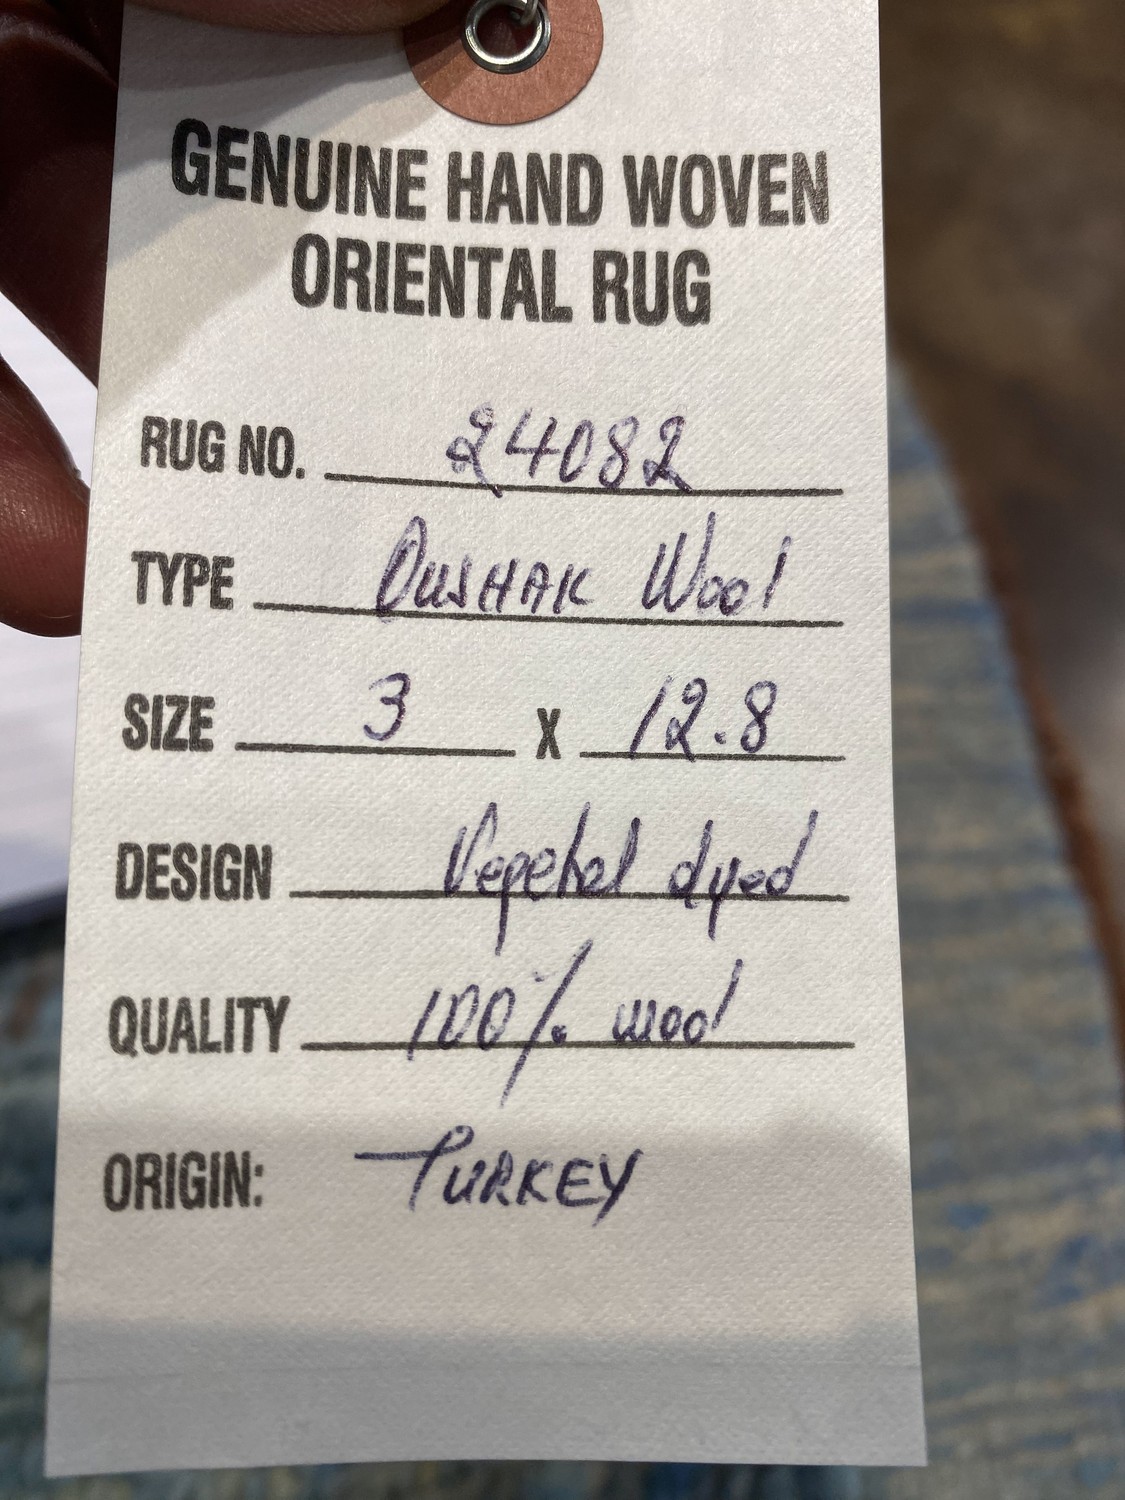 GENUINE HAND WOVEN
ORIENTAL RUG
RUG NO. 24082
TYPE OUSHAK Wool
SIZE 3 X 12.8
DESIGN Vegetal dyed
QUALITY 100% wool
ORIGIN: TURKEY